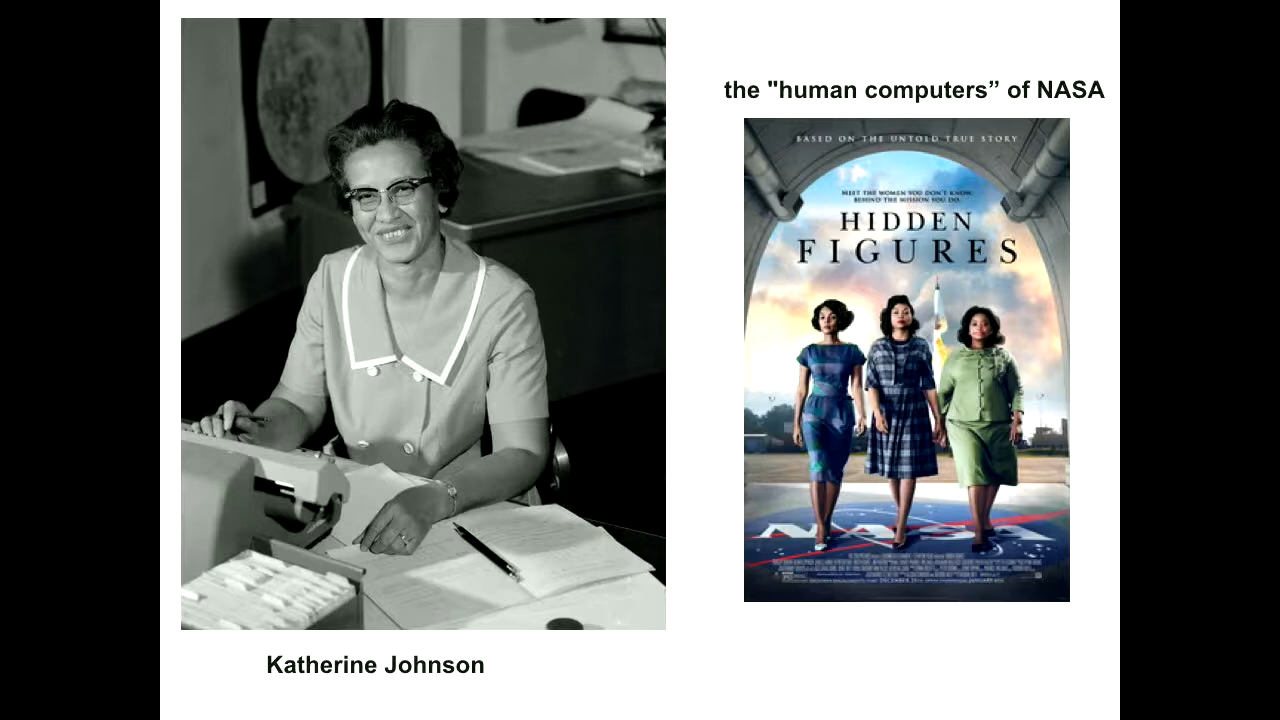 the "human computers” of NASA
BASED ON THE UNTOLD TRUE STORY
MEET THE WOMEN YOU DON'T KNOW,
BEHIND THE MISSION YOU DO.
HIDDEN
FIGURES
NASA
Katherine Johnson